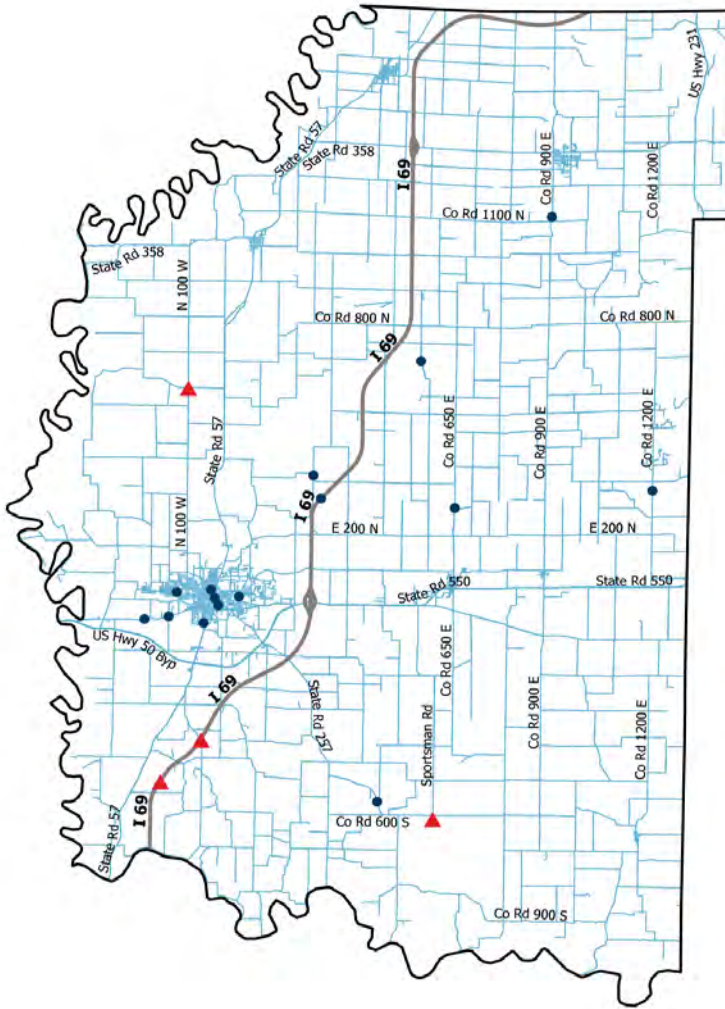 US Hwy 231
State Rd 57
State Rd 358
I 69
Co Rd 900 E
Co Rd 1200 E
Co Rd 1100 N
State Rd 358
N 100 W
Co Rd 800 N
Co Rd 800 N
I 69
Co Rd 650 E
Co Rd 900 E
Co Rd 1200 E
State Rd 57
N 100 W
I 69
E 200 N
E 200 N
State Rd 550
State Rd 550
US Hwy 50 Byp
Co Rd 650 E
Co Rd 900 E
Co Rd 1200 E
I 69
State Rd 257
Sportsman Rd
I 69
State Rd 57
Co Rd 600 S
Co Rd 900 S